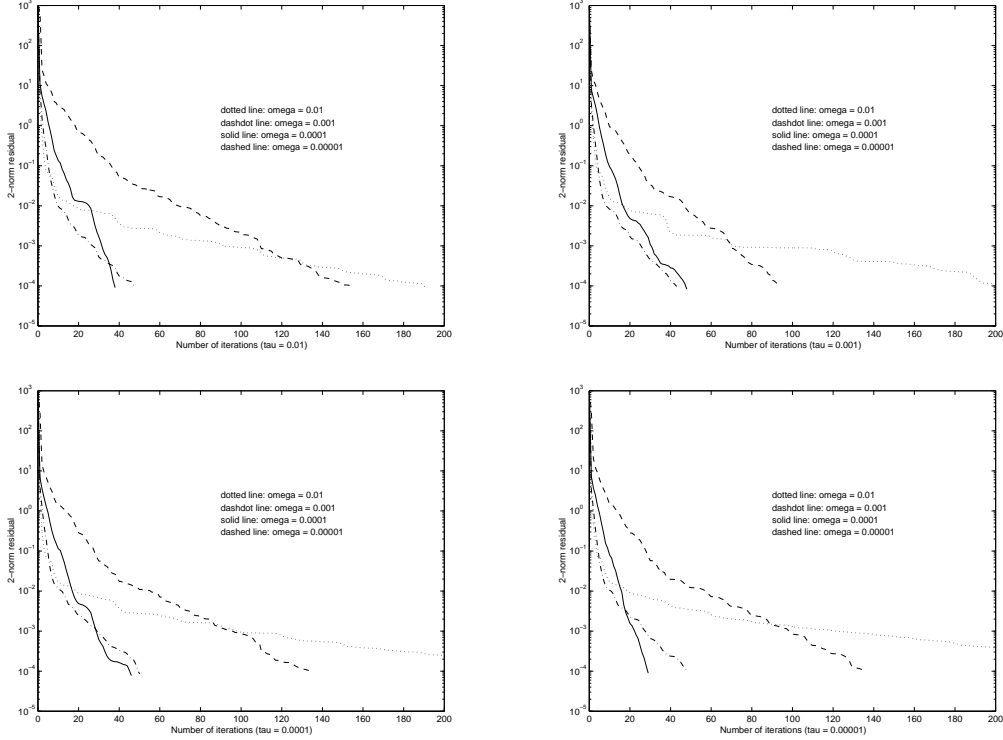 10^3
10^2
10^1
10^0
10^−1
10^−2
10^−3
10^−4
10^−5
2−norm residual
dotted line: omega = 0.01
dashdot line: omega = 0.001
solid line: omega = 0.0001
dashed line: omega = 0.00001
0 20 40 60 80 100 120 140 160 180 200
Number of iterations (tau = 0.01)
10^3
10^2
10^1
10^0
10^−1
10^−2
10^−3
10^−4
10^−5
2−norm residual
dotted line: omega = 0.01
dashdot line: omega = 0.001
solid line: omega = 0.0001
dashed line: omega = 0.00001
0 20 40 60 80 100 120 140 160 180 200
Number of iterations (tau = 0.001)
10^3
10^2
10^1
10^0
10^−1
10^−2
10^−3
10^−4
10^−5
2−norm residual
dotted line: omega = 0.01
dashdot line: omega = 0.001
solid line: omega = 0.0001
dashed line: omega = 0.00001
0 20 40 60 80 100 120 140 160 180 200
Number of iterations (tau = 0.0001)
10^3
10^2
10^1
10^0
10^−1
10^−2
10^−3
10^−4
10^−5
2−norm residual
dotted line: omega = 0.01
dashdot line: omega = 0.001
solid line: omega = 0.0001
dashed line: omega = 0.00001
0 20 40 60 80 100 120 140 160 180 200
Number of iterations (tau = 0.00001)